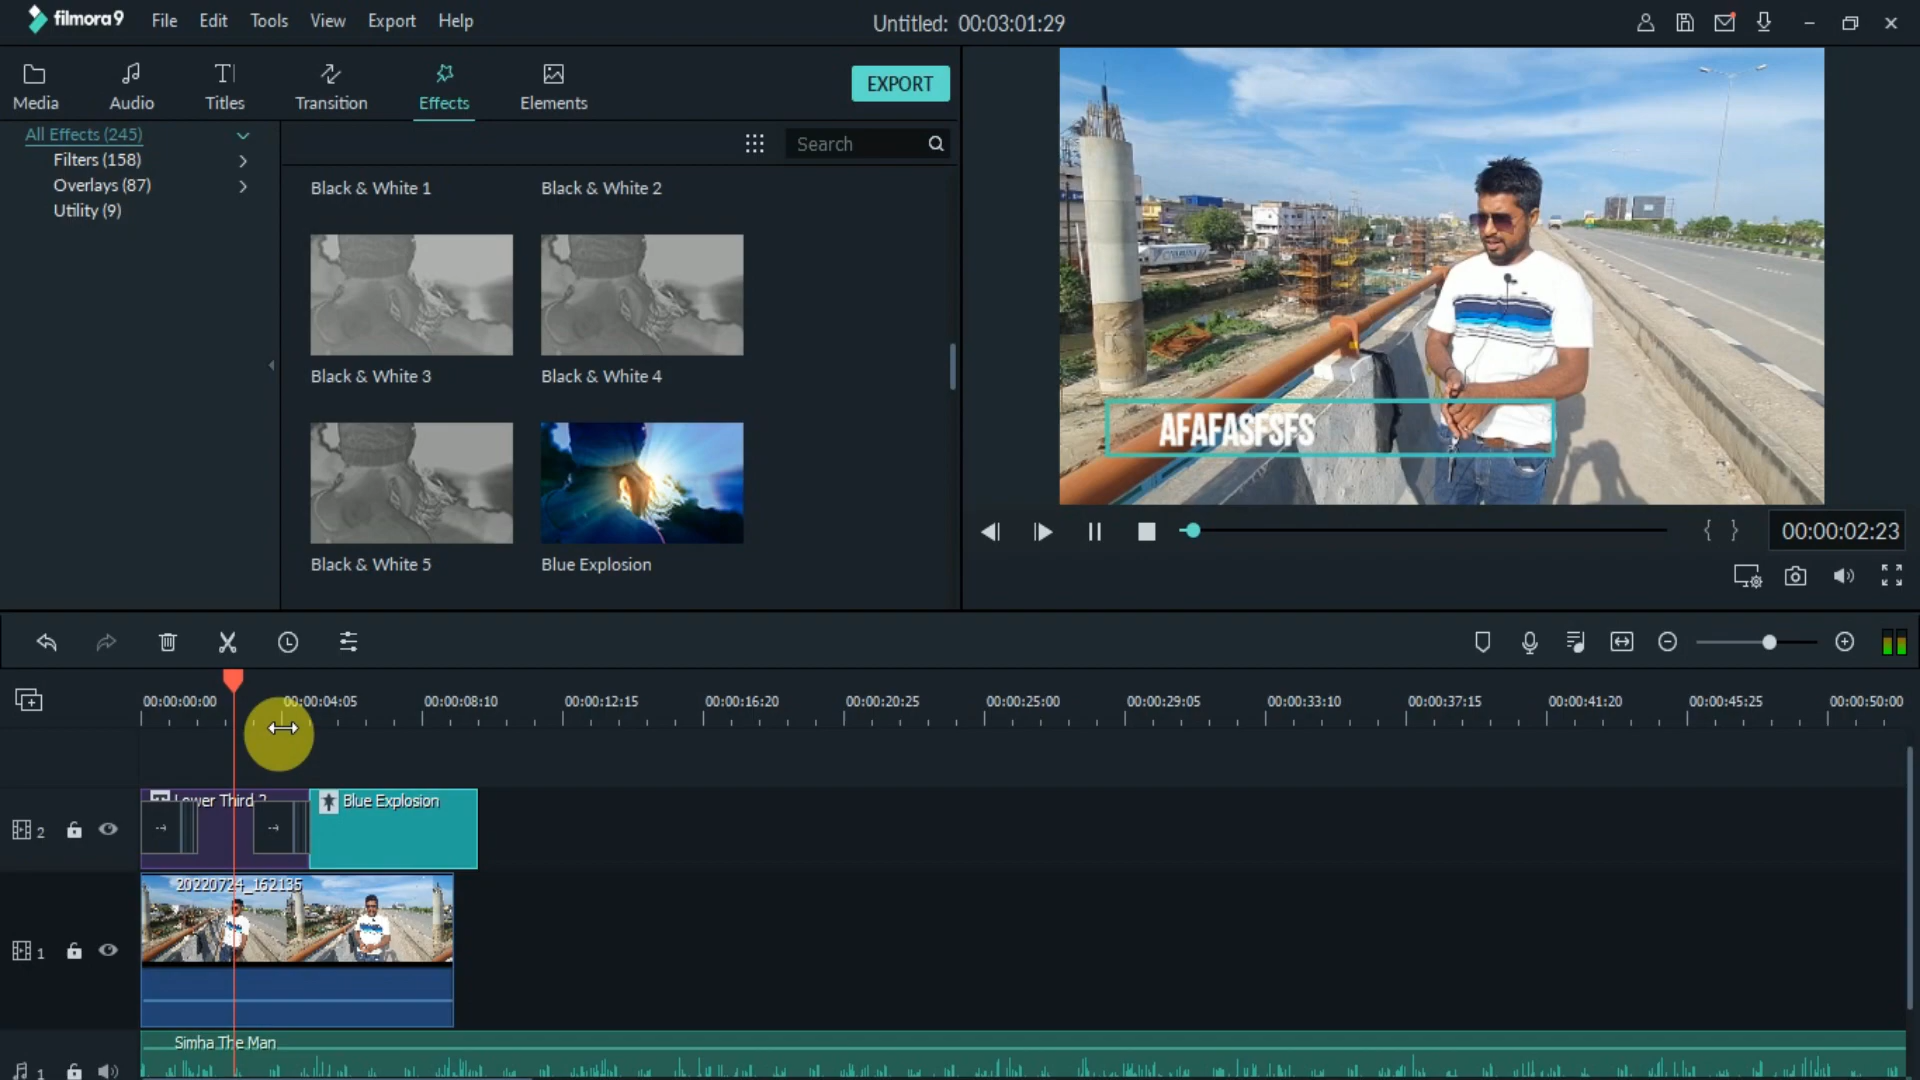 filmora9 File Edit Tools View Export Help Untitled: 00:03:01:29
Media Audio Titles Transition Effects Elements EXPORT
All Effects (245)
Filters (158)
Overlays (87)
Utility (9)
Search
Black & White 1 Black & White 2
Black & White 3 Black & White 4
Black & White 5 Blue Explosion
AFAFASFSFS
{ } 00:00:02:23
00:00:00:00 00:00:04:05 00:00:08:10 00:00:12:15 00:00:16:20 00:00:20:25 00:00:25:00 00:00:29:05 00:00:33:10 00:00:37:15 00:00:41:20 00:00:45:25 00:00:50:00
2 Lower Third 2 Blue Explosion
20220724_162135
1
Simha The Man
1